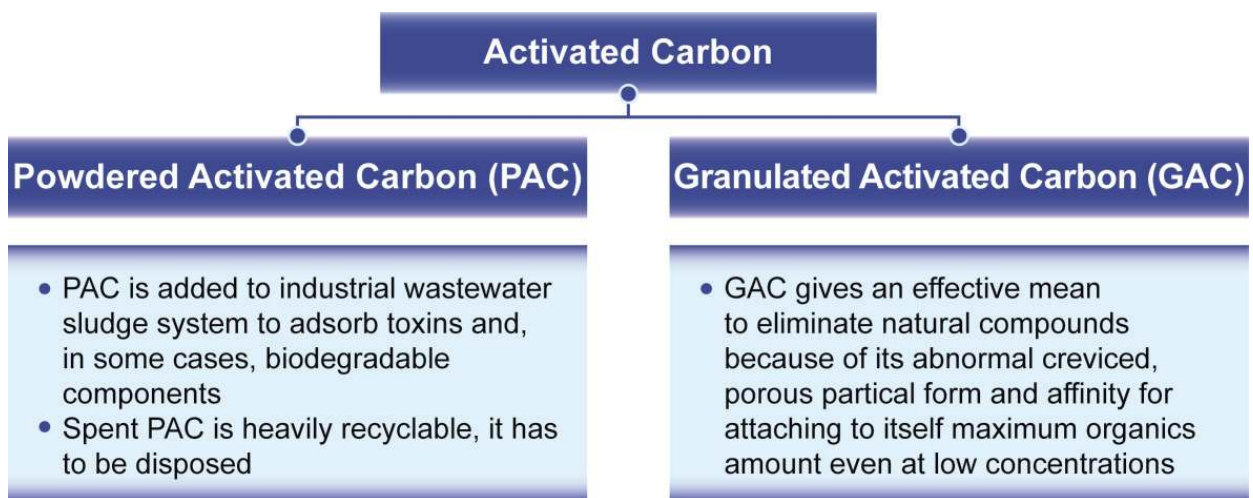 Activated Carbon
Powdered Activated Carbon (PAC)
• PAC is added to industrial wastewater
sludge system to adsorb toxins and,
in some cases, biodegradable
components
• Spent PAC is heavily recyclable, it has
to be disposed
Granulated Activated Carbon (GAC)
• GAC gives an effective mean
to eliminate natural compounds
because of its abnormal creviced,
porous partical form and affinity for
attaching to itself maximum organics
amount even at low concentrations